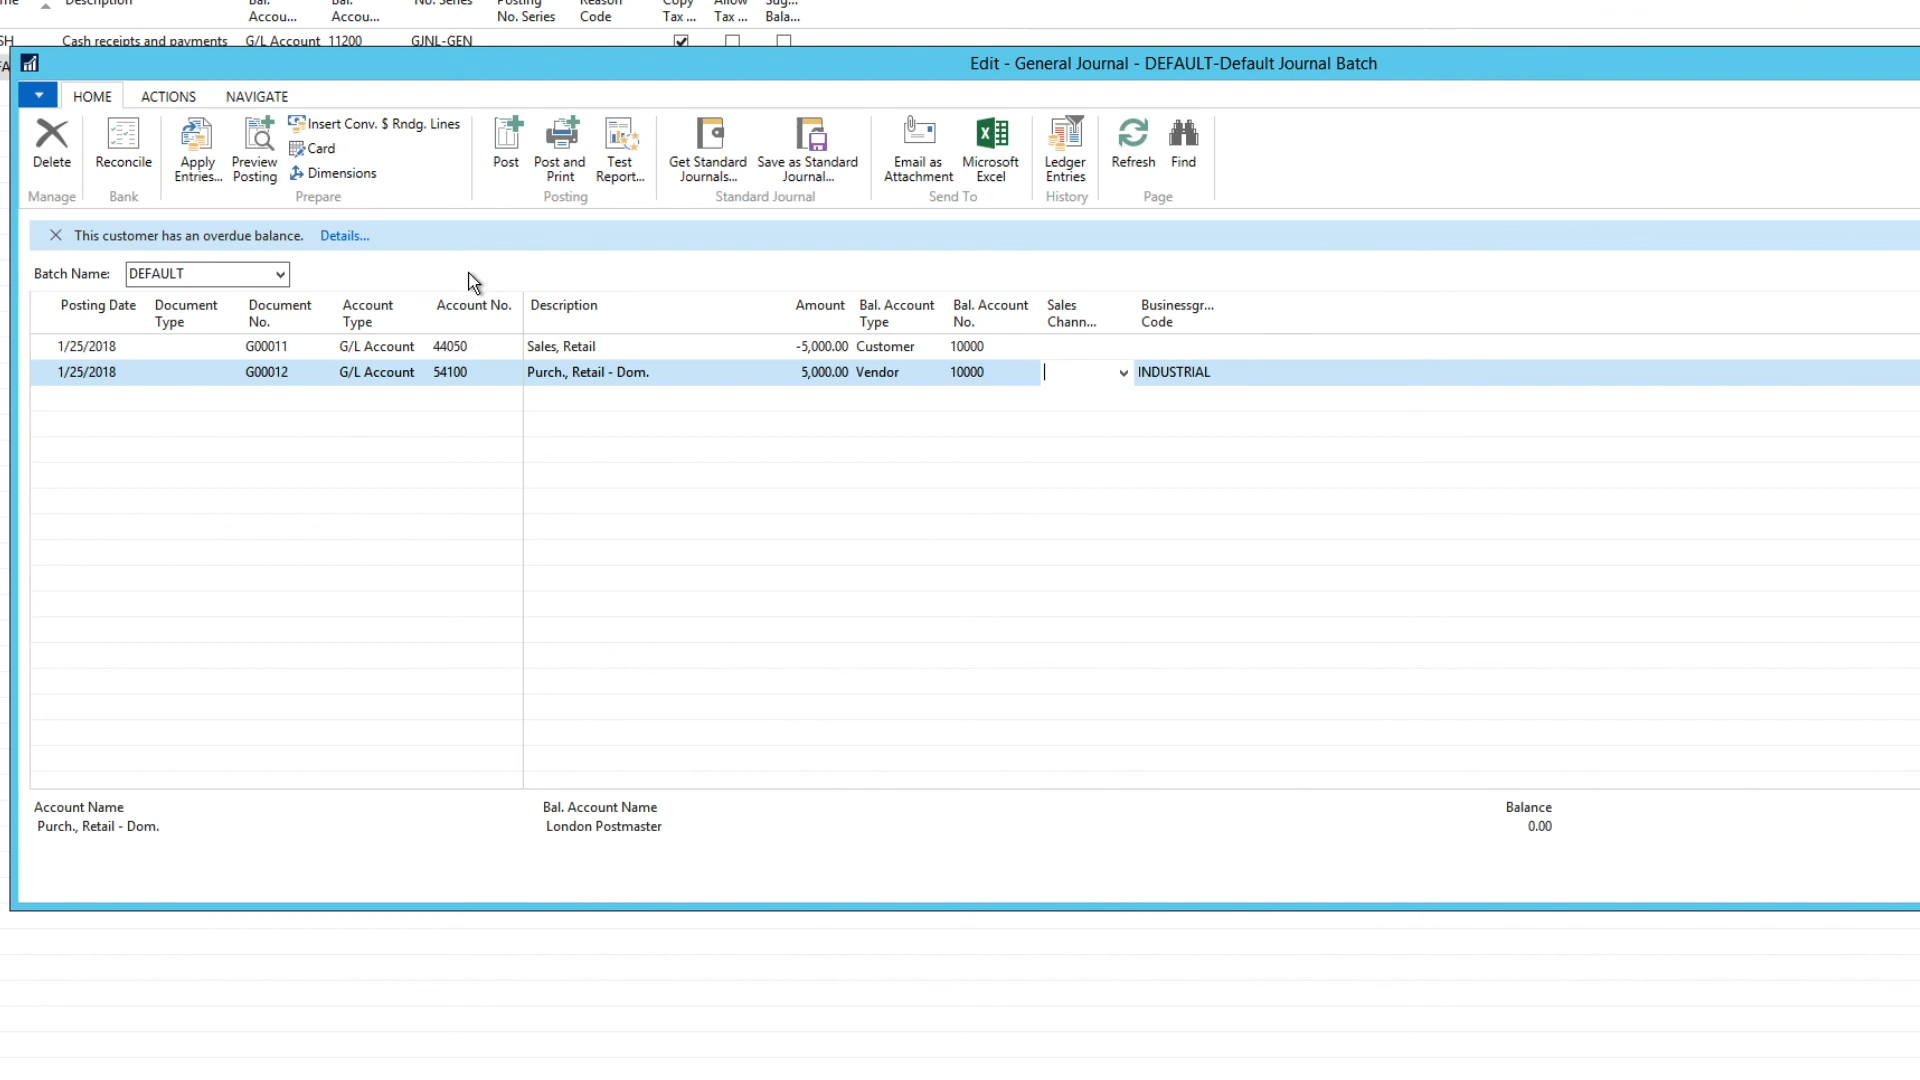 me Description Bal. Bal. No. Series Posting Reason Copy Allow Sug...
Accou... Accou... No. Series Code Tax ... Tax ... Bala...
SH Cash receipts and payments G/L Account 11200 GJNL-GEN
Edit - General Journal - DEFAULT-Default Journal Batch
HOME ACTIONS NAVIGATE
Insert Conv. $ Rndg. Lines
Card
Dimensions
Delete Reconcile Apply Preview Post Post and Test Get Standard Save as Standard Email as Microsoft Ledger Refresh Find
Entries... Posting Print Report... Journals... Journal... Attachment Excel Entries
Manage Bank Prepare Posting Standard Journal Send To History Page
This customer has an overdue balance. Details...
Batch Name: DEFAULT
Posting Date Document Document Account Account No. Description Amount Bal. Account Bal. Account Sales Businessgr...
Type No. Type Type No. Chann... Code
1/25/2018 G00011 G/L Account 44050 Sales, Retail -5,000.00 Customer 10000
1/25/2018 G00012 G/L Account 54100 Purch., Retail - Dom. 5,000.00 Vendor 10000 INDUSTRIAL
Account Name Bal. Account Name Balance
Purch., Retail - Dom. London Postmaster 0.00